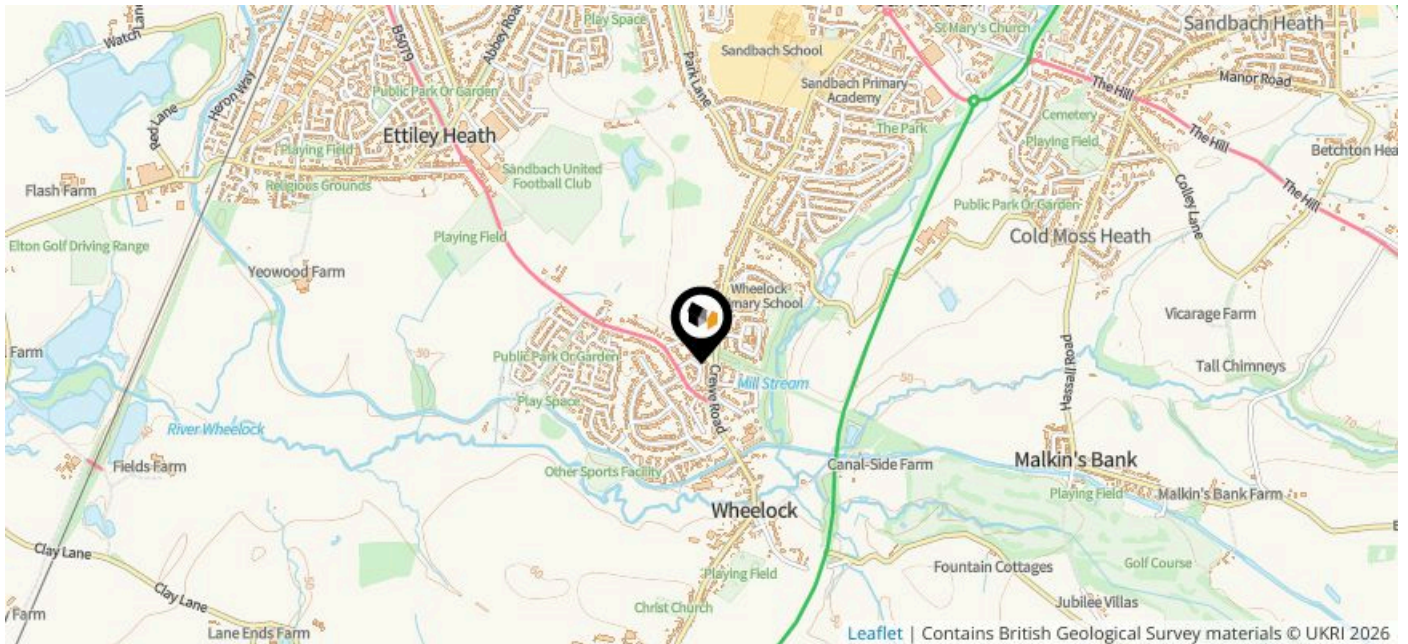 Watch
Red Lane
Heron Way
B5079
Abbey Road
Play Space
Park Lane
Sandbach School
St Mary's Church
Sandbach Heath
Manor Road
Sandbach Primary
Academy
The Hill
Public Park Or Garden
Ettiley Heath
Playing Field
The Park
Cemetery
Playing Field
The Hill
Betchton
Flash Farm
Religious Grounds
Sandbach United
Football Club
Colley Lane
The Hill
Public Park Or Garden
Elton Golf Driving Range
Playing Field
Cold Moss Heath
Yeowood Farm
Wheelock
Primary School
Vicarage Farm
Farm
Public Park Or Garden
50
50
Tall Chimneys
Crewe Road
Mill Stream
Hassall Road
Play Space
River Wheelock
70
Fields Farm
Other Sports Facility
Canal-Side Farm
Malkin's Bank
Playing Field
Malkin's Bank Farm
Wheelock
Clay Lane
60
Golf Course
Fountain Cottages
Playing Field
Clay Lane
50
Christ Church
Jubilee Villas
Farm
Lane Ends Farm
Leaflet | Contains British Geological Survey materials © UKRI 2026